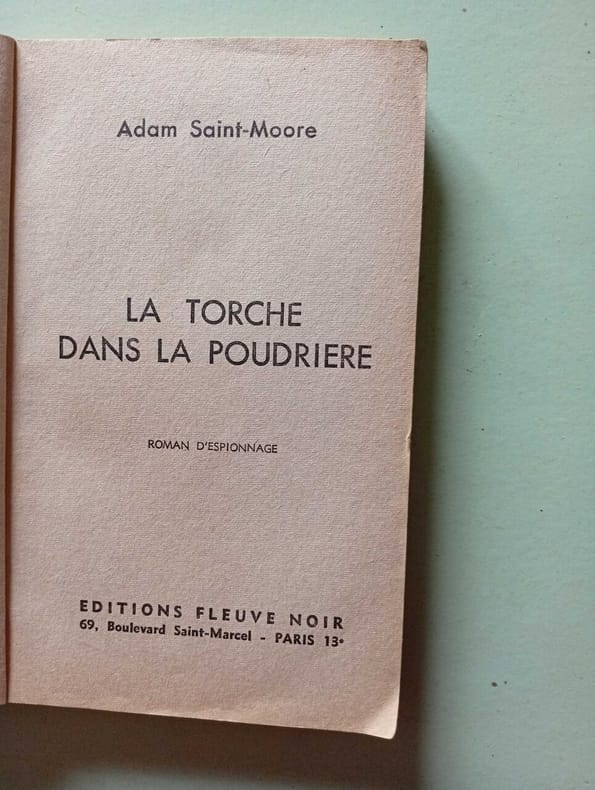 Adam Saint-Moore
LA TORCHE
DANS LA POUDRIERE
ROMAN D'ESPIONNAGE
EDITIONS FLEUVE NOIR
69, Boulevard Saint-Marcel - PARIS 13e